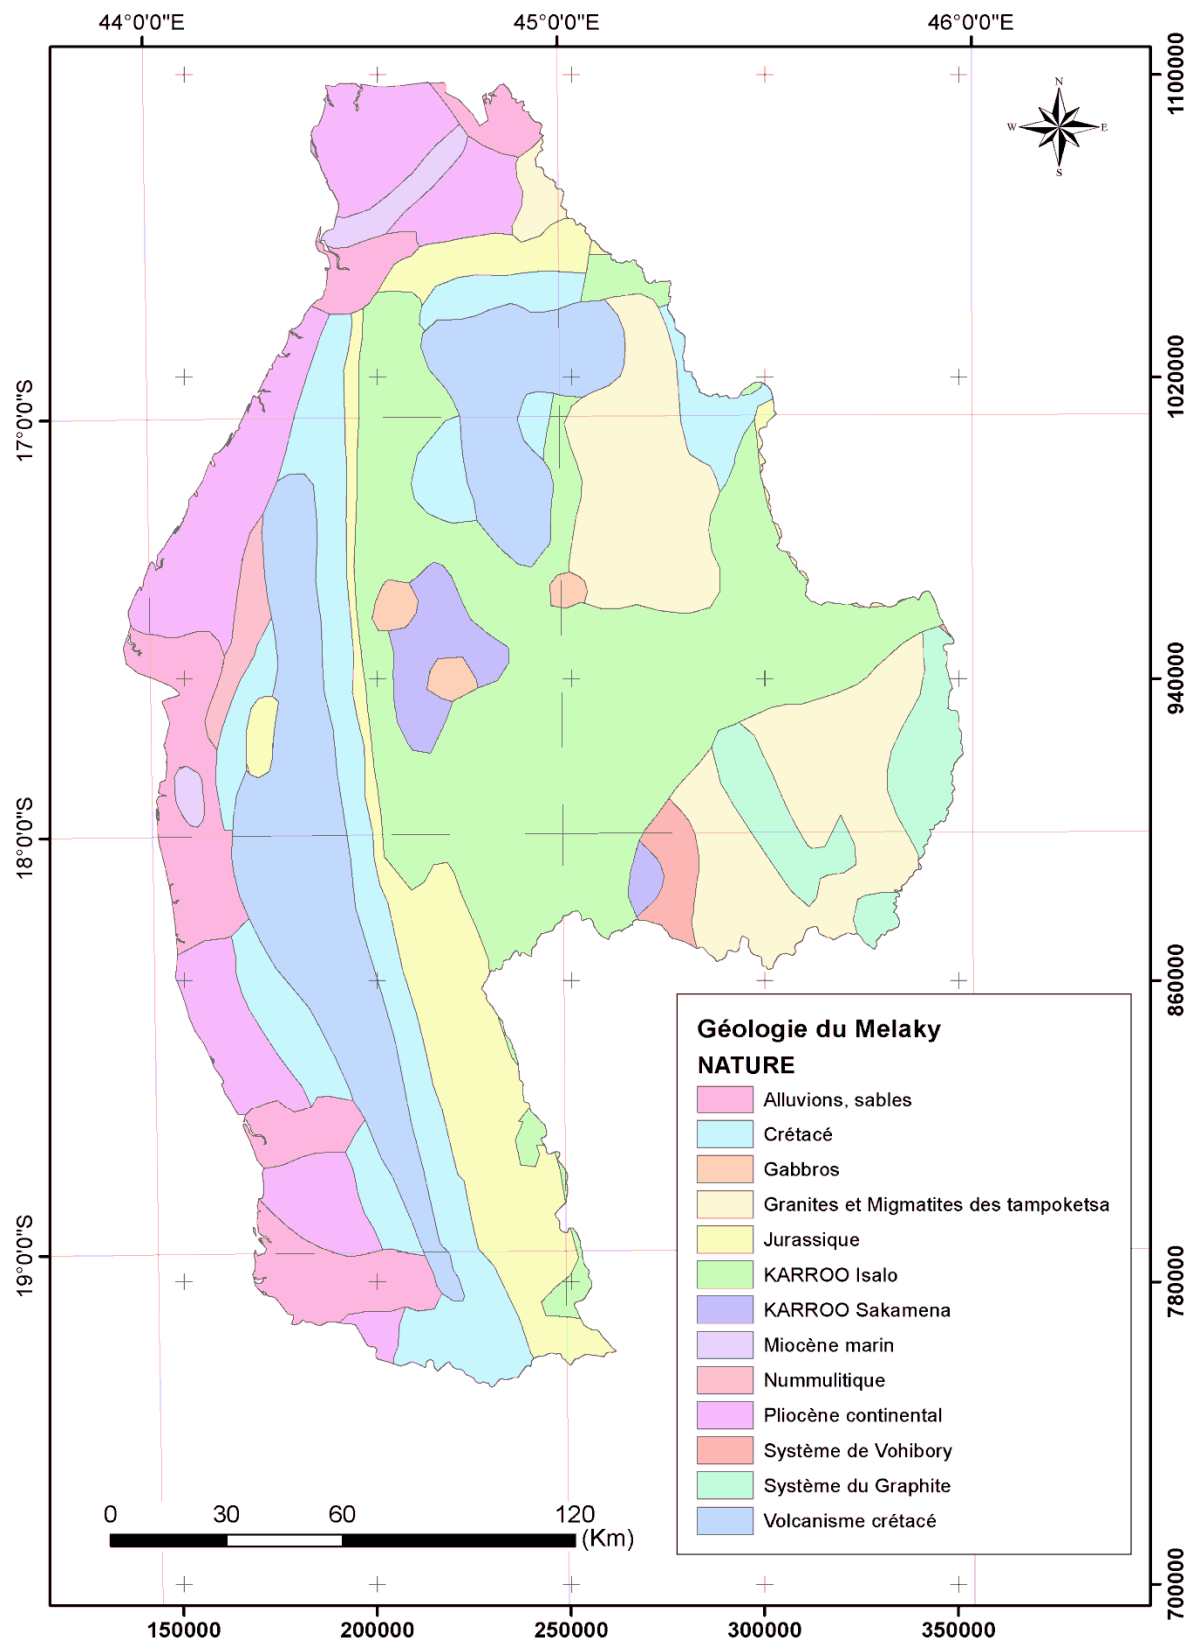 44°0'0"E
45°0'0"E
46°0'0"E
N
W
E
S
1100000
1020000
940000
860000
780000
700000
17°0'0"S
18°0'0"S
19°0'0"S
Géologie du Melaky
NATURE
Alluvions, sables
Crétacé
Gabbros
Granites et Migmatites des tampoketsa
Jurassique
KARROO Isalo
KARROO Sakamena
Miocène marin
Nummulitique
Pliocène continental
Système de Vohibory
Système du Graphite
Volcanisme crétacé
0 30 60 120
(Km)
150000 200000 250000 300000 350000